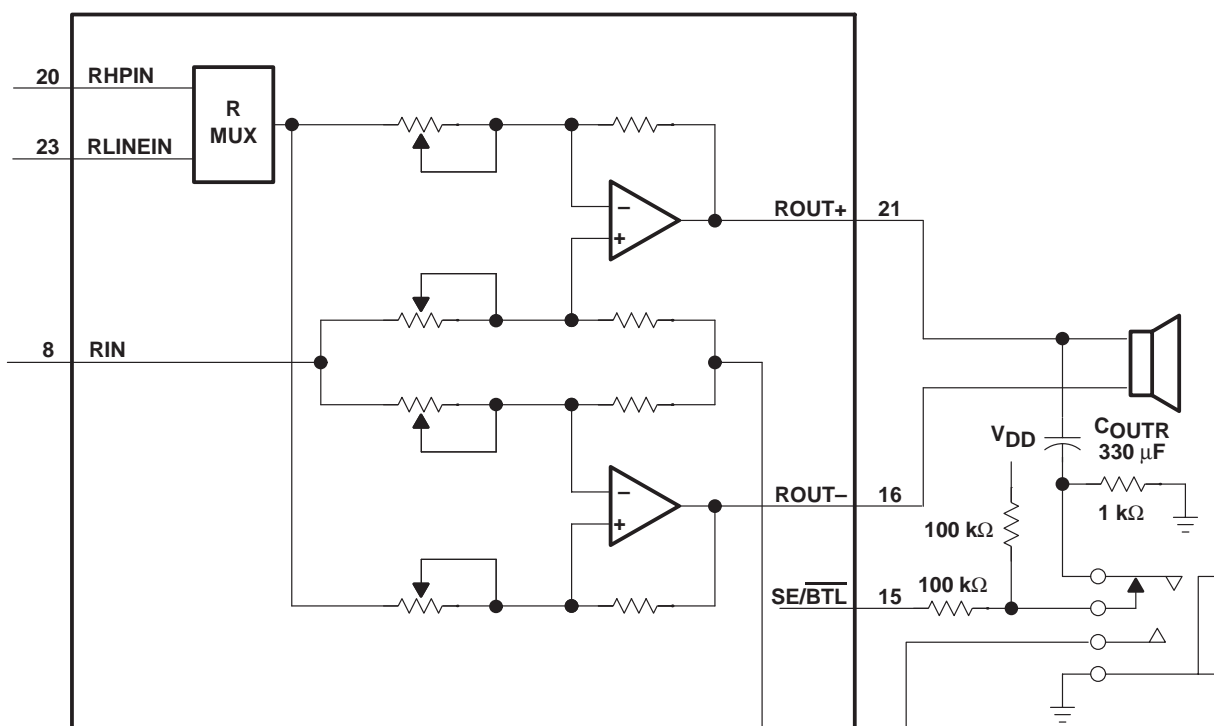 20 RHPIN
R
MUX
23 RLINEIN
−
+
ROUT+ 21
8 RIN
VDD
COUTR
330 µF
−
+
ROUT− 16
100 kΩ
1 kΩ
100 kΩ
SE/BTL 15